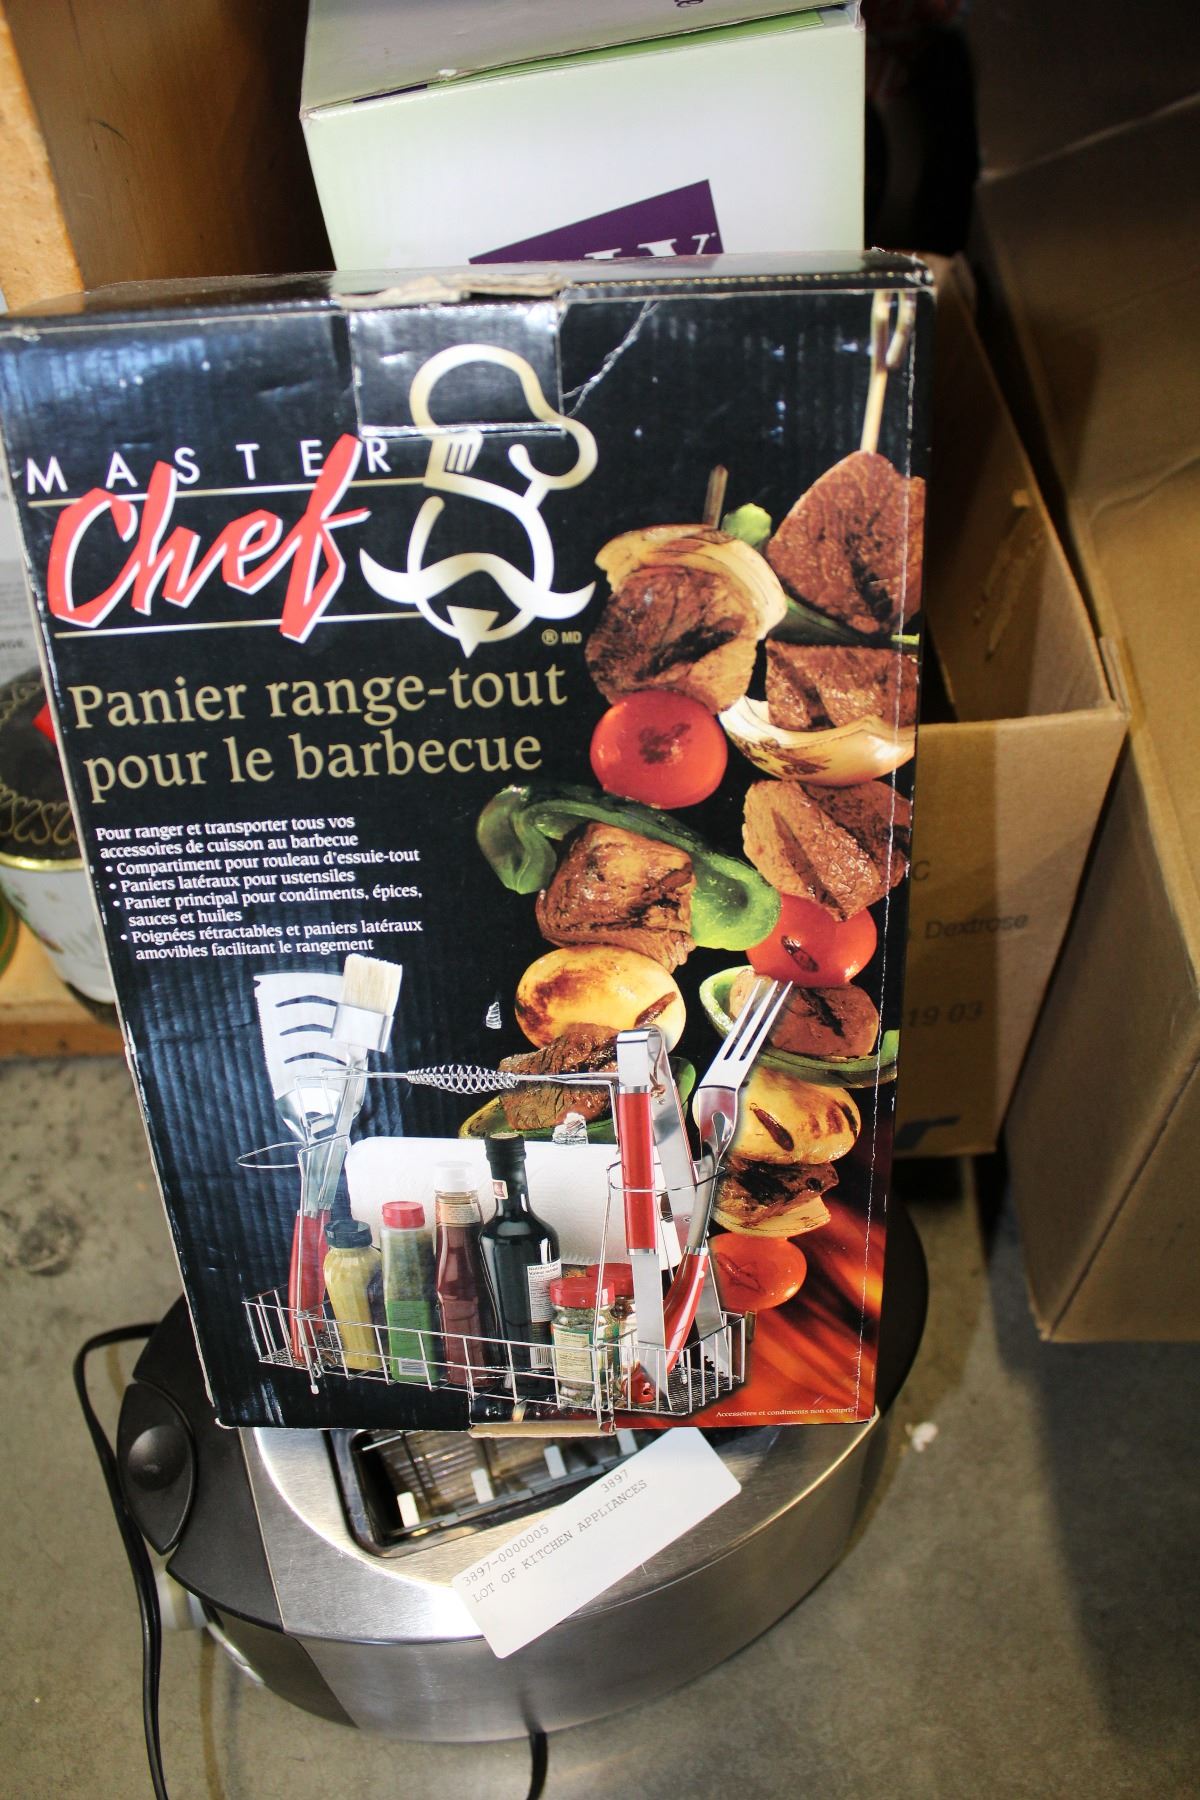 MASTER
Chef
® MD
Panier range-tout
pour le barbecue
Pour ranger et transporter tous vos
accessoires de cuisson au barbecue
• Compartiment pour rouleau d'essuie-tout
• Paniers latéraux pour ustensiles
• Panier principal pour condiments, épices,
sauces et huiles
• Poignées rétractables et paniers latéraux
amovibles facilitant le rangement
Accessoires et condiments non compris
C
Dextrose
19 03
3897-0000005 3897
LOT OF KITCHEN APPLIANCES